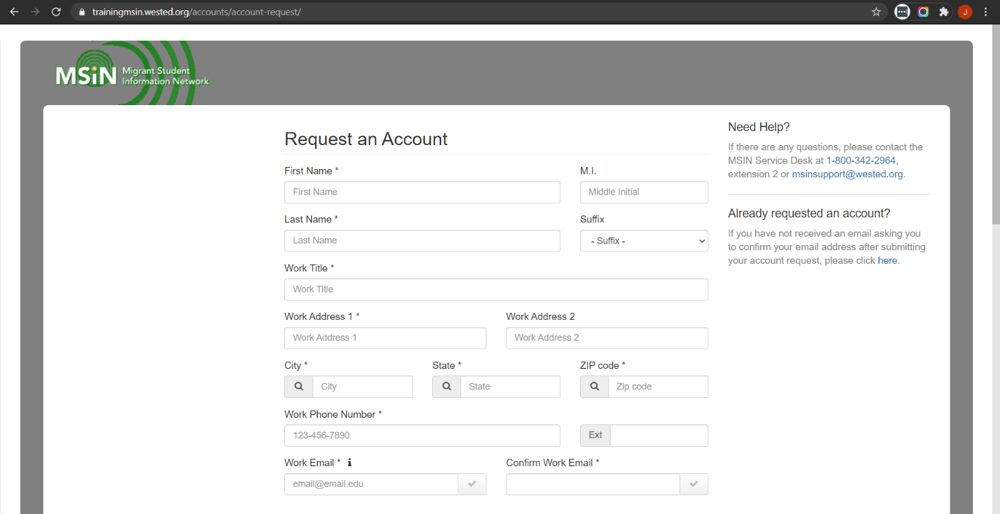 trainingmsin.wested.org/accounts/account-request/
J
MSiN Migrant Student
Information Network
Request an Account
First Name *
M.I.
First Name
Middle Initial
Last Name *
Suffix
Last Name
- Suffix -
Work Title *
Work Title
Work Address 1 *
Work Address 2
Work Address 1
Work Address 2
City *
State *
ZIP code *
City
State
Zip code
Work Phone Number *
123-456-7890
Ext
Work Email *
Confirm Work Email *
email@email.edu
Need Help?
If there are any questions, please contact the
MSIN Service Desk at 1-800-342-2964,
extension 2 or msinsupport@wested.org.
Already requested an account?
If you have not received an email asking you
to confirm your email address after submitting
your account request, please click here.